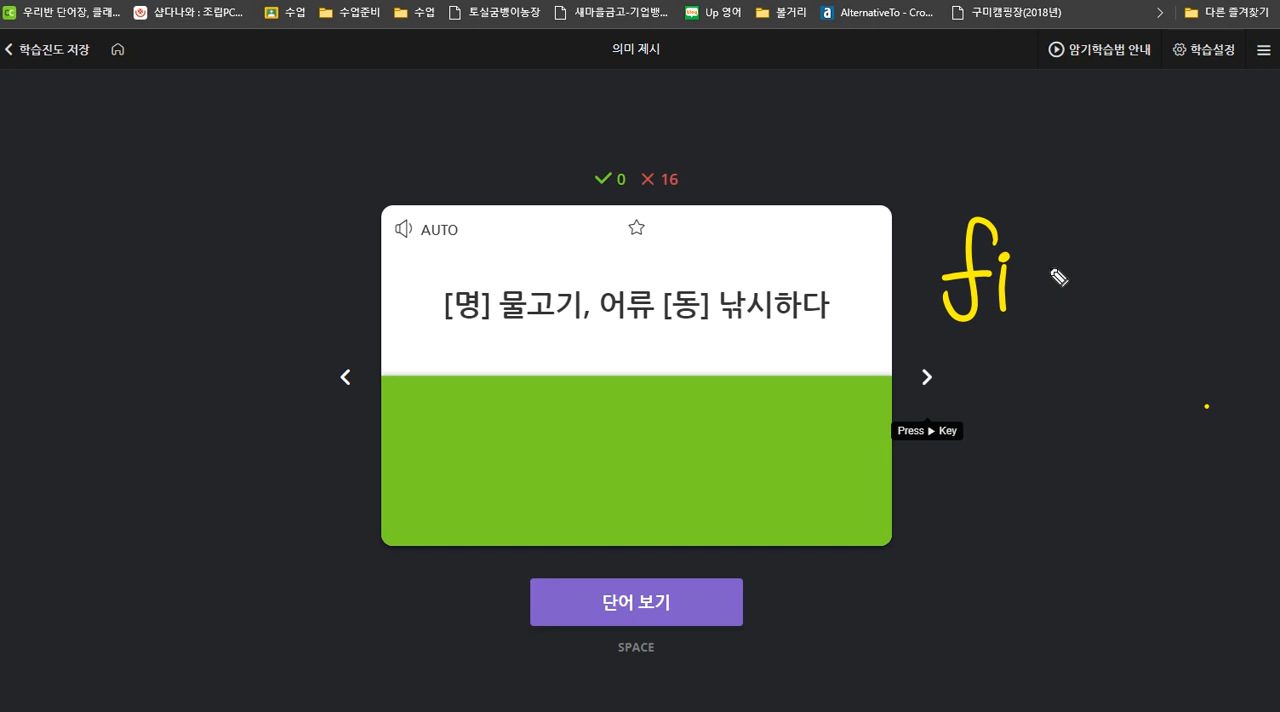 우리반 단어장, 클래... 샵다나와 : 조립PC... 수업 수업준비 수업 토실굼벵이농장 새마을금고-기업뱅... Up 영어 볼거리 AlternativeTo - Cro... 구미캠핑장(2018년) 다른 즐겨찾기
학습진도 저장 의미 제시 암기학습법 안내 학습설정
0 16
AUTO
[명] 물고기, 어류 [동] 낚시하다
fi
Press ▶ Key
단어 보기
SPACE